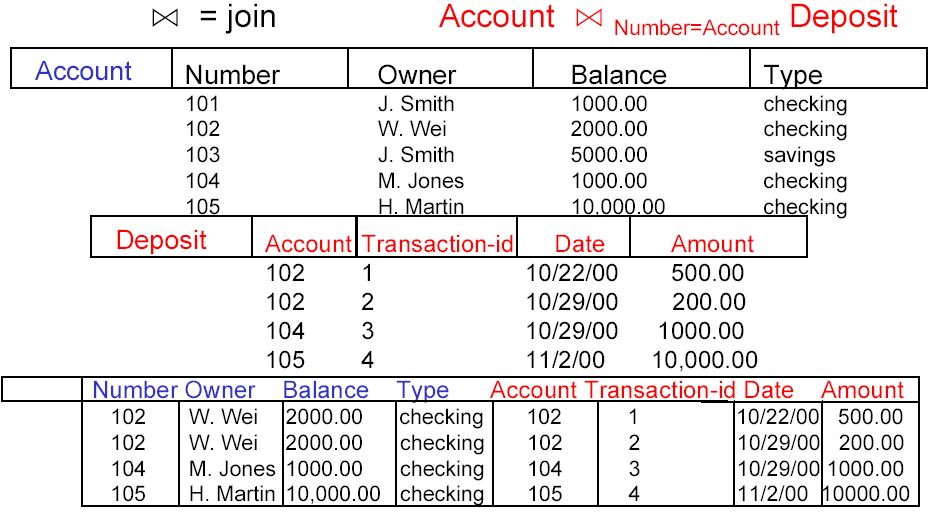 ⋈ = join Account ⋈ Number=Account Deposit
Account Number Owner Balance Type
101 J. Smith 1000.00 checking
102 W. Wei 2000.00 checking
103 J. Smith 5000.00 savings
104 M. Jones 1000.00 checking
105 H. Martin 10,000.00 checking
Deposit Account Transaction-id Date Amount
102 1 10/22/00 500.00
102 2 10/29/00 200.00
104 3 10/29/00 1000.00
105 4 11/2/00 10,000.00
Number Owner Balance Type Account Transaction-id Date Amount
102 W. Wei 2000.00 checking 102 1 10/22/00 500.00
102 W. Wei 2000.00 checking 102 2 10/29/00 200.00
104 M. Jones 1000.00 checking 104 3 10/29/00 1000.00
105 H. Martin 10,000.00 checking 105 4 11/2/00 10000.00